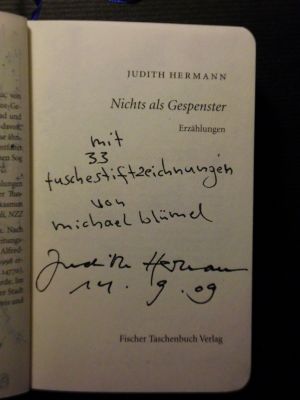 JUDITH HERMANN
Nichts als Gespenster
Erzählungen
mit
33
tuschestiftzeichnungen
von
michael blümel
Judith Hermann
14. 9. 09
Fischer Taschenbuch Verlag